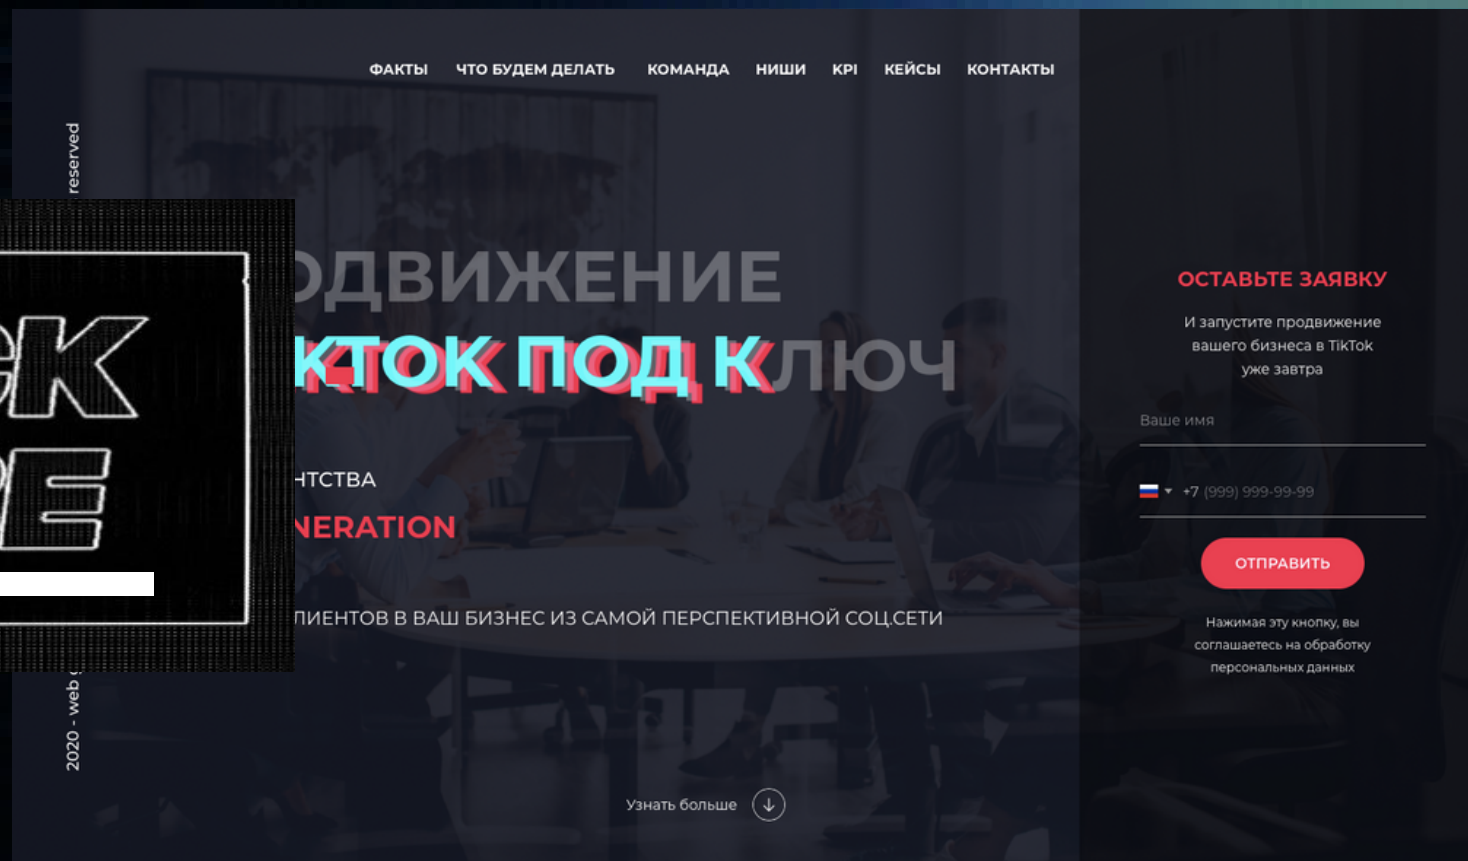 ФАКТЫ ЧТО БУДЕМ ДЕЛАТЬ КОМАНДА НИШИ KPI КЕЙСЫ КОНТАКТЫ
reserved
2020 - web
ОДВИЖЕНИЕ
КТОК ПОД КЛЮЧ
НТСТВА
NERATION
ЛИЕНТОВ В ВАШ БИЗНЕС ИЗ САМОЙ ПЕРСПЕКТИВНОЙ СОЦ.СЕТИ
Узнать больше
ОСТАВЬТЕ ЗАЯВКУ
И запустите продвижение
вашего бизнеса в TikTok
уже завтра
Ваше имя
+7 (999) 999-99-99
ОТПРАВИТЬ
Нажимая эту кнопку, вы
соглашаетесь на обработку
персональных данных